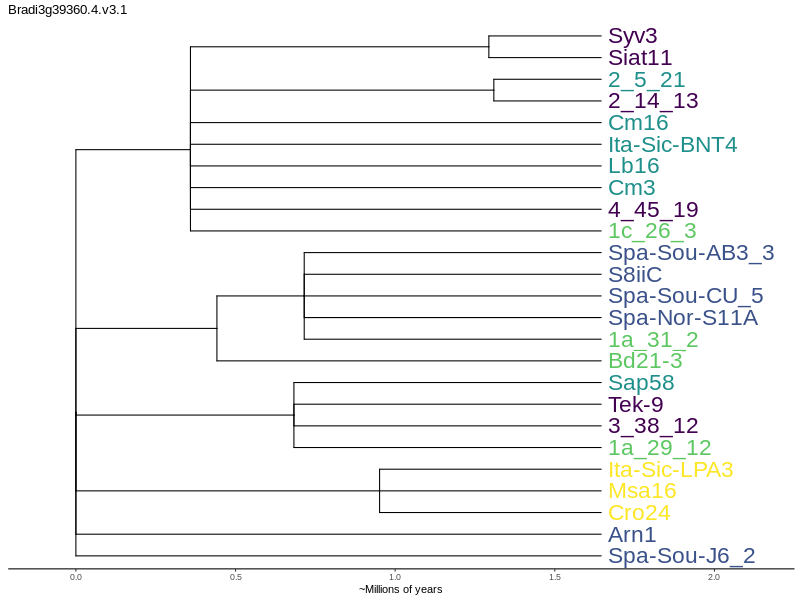 Bradi3g39360.4.v3.1
Syv3
Siat11
2_5_21
2_14_13
Cm16
Ita-Sic-BNT4
Lb16
Cm3
4_45_19
1c_26_3
Spa-Sou-AB3_3
S8iiC
Spa-Sou-CU_5
Spa-Nor-S11A
1a_31_2
Bd21-3
Sap58
Tek-9
3_38_12
1a_29_12
Ita-Sic-LPA3
Msa16
Cro24
Arn1
Spa-Sou-J6_2
0.0 0.5 1.0 1.5 2.0
~Millions of years